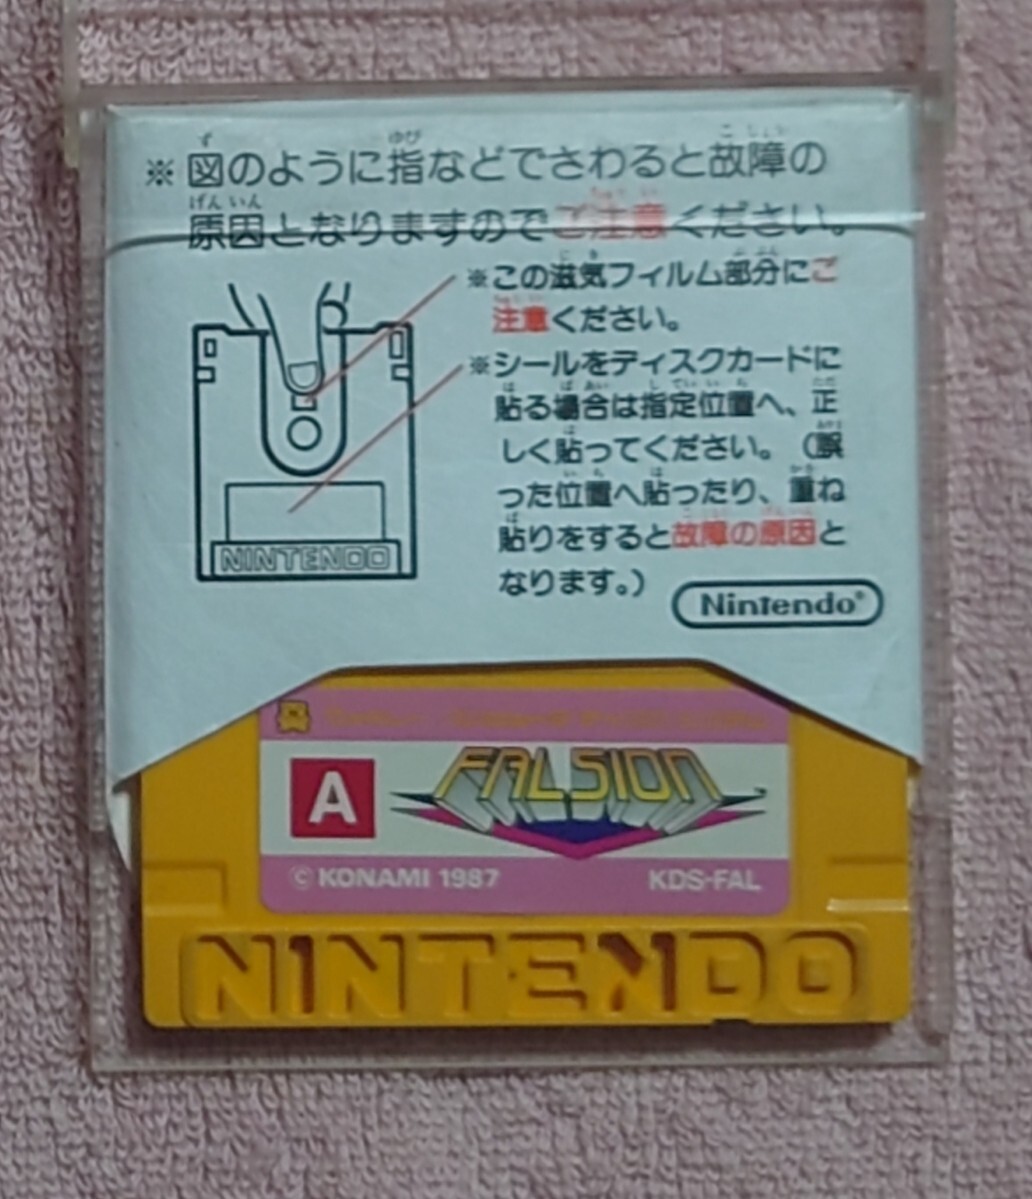 ※図のように指などでさわると故障の
原因となりますのでご注意ください。
※この滋気フィルム部分にご
注意ください。
※シールをディスクカードに
貼る場合は指定位置へ、正
しく貼ってください。（誤
った位置へ貼ったり、重ね
貼りをすると故障の原因と
なります。）
NINTENDO
Nintendo®
A
FALSION
© KONAMI 1987
KDS-FAL
NINTENDO